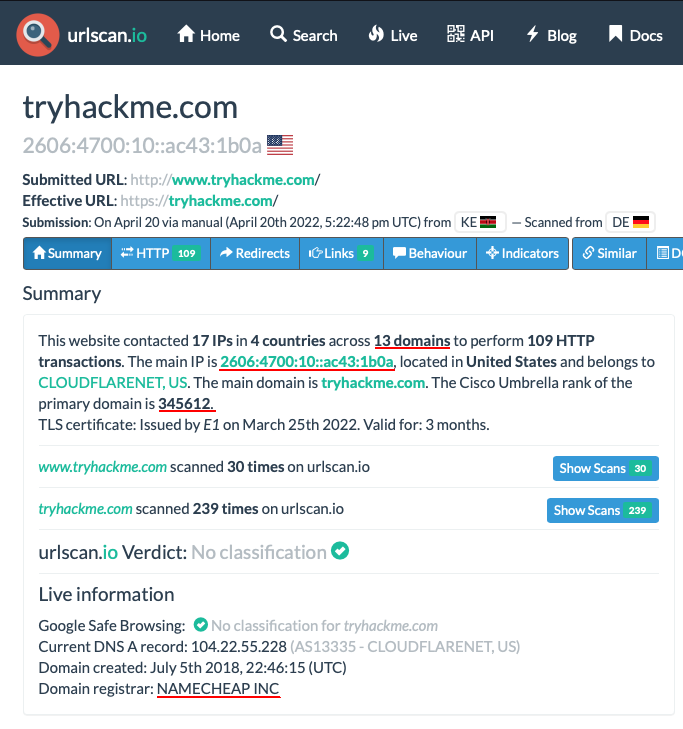 urlscan.io Home Search Live API Blog Docs
tryhackme.com
2606:4700:10::ac43:1b0a
Submitted URL: http://www.tryhackme.com/
Effective URL: https://tryhackme.com/
Submission: On April 20 via manual (April 20th 2022, 5:22:48 pm UTC) from KE — Scanned from DE
Summary HTTP 109 Redirects Links 9 Behaviour Indicators Similar
Summary
This website contacted 17 IPs in 4 countries across 13 domains to perform 109 HTTP
transactions. The main IP is 2606:4700:10::ac43:1b0a, located in United States and belongs to
CLOUDFLARENET, US. The main domain is tryhackme.com. The Cisco Umbrella rank of the
primary domain is 345612.
TLS certificate: Issued by E1 on March 25th 2022. Valid for: 3 months.
www.tryhackme.com scanned 30 times on urlscan.io Show Scans 30
tryhackme.com scanned 239 times on urlscan.io Show Scans 239
urlscan.io Verdict: No classification
Live information
Google Safe Browsing: No classification for tryhackme.com
Current DNS A record: 104.22.55.228 (AS13335 - CLOUDFLARENET, US)
Domain created: July 5th 2018, 22:46:15 (UTC)
Domain registrar: NAMECHEAP INC